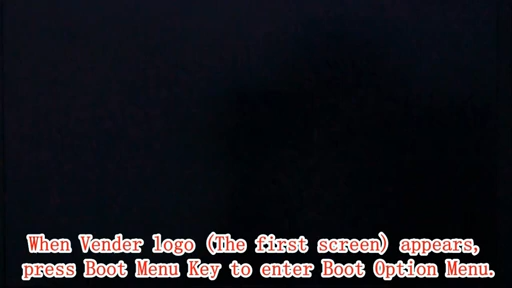 When Vender logo (The first screen) appears,
press Boot Menu Key to enter Boot Option Menu.